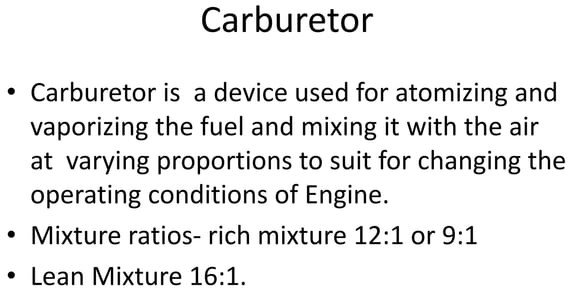 Carburetor
• Carburetor is  a device used for atomizing and
vaporizing the fuel and mixing it with the air
at  varying proportions to suit for changing the
operating conditions of Engine.
• Mixture ratios- rich mixture 12:1 or 9:1
• Lean Mixture 16:1.